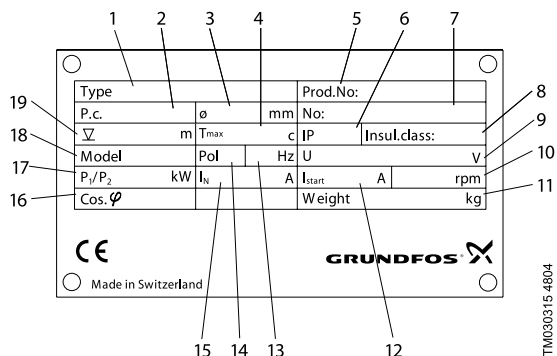 1 2 3 4 5 6 7
Type Prod.No:
P.c. ø mm No:
19 ∇ m Tmax c IP Insul.class: 8
18 Model Pol Hz U V 9
17 P1/P2 kW IN A Istart A rpm 10
16 Cos.φ Weight kg 11
CE GRUNDFOS
Made in Switzerland
15 14 13 12
TM030315 4804